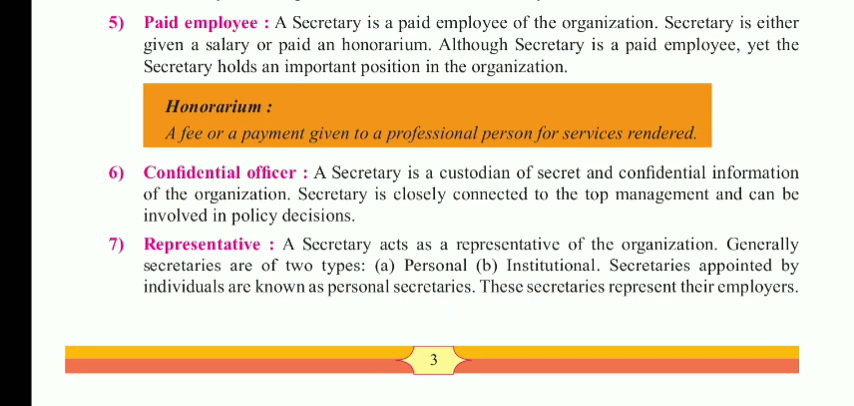 5) Paid employee : A Secretary is a paid employee of the organization. Secretary is either
given a salary or paid an honorarium. Although Secretary is a paid employee, yet the
Secretary holds an important position in the organization.
Honorarium :
A fee or a payment given to a professional person for services rendered.
6) Confidential officer : A Secretary is a custodian of secret and confidential information
of the organization. Secretary is closely connected to the top management and can be
involved in policy decisions.
7) Representative : A Secretary acts as a representative of the organization. Generally
secretaries are of two types: (a) Personal (b) Institutional. Secretaries appointed by
individuals are known as personal secretaries. These secretaries represent their employers.
3